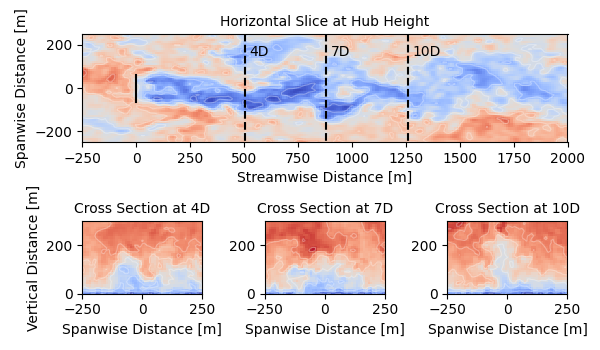 Horizontal Slice at Hub Height
Spanwise Distance [m]
200
0
−200
4D
7D
10D
−250 0 250 500 750 1000 1250 1500 1750 2000
Streamwise Distance [m]
Vertical Distance [m]
Cross Section at 4D
200
0
−250 0 250
Spanwise Distance [m]
Cross Section at 7D
200
0
−250 0 250
Spanwise Distance [m]
Cross Section at 10D
200
0
−250 0 250
Spanwise Distance [m]